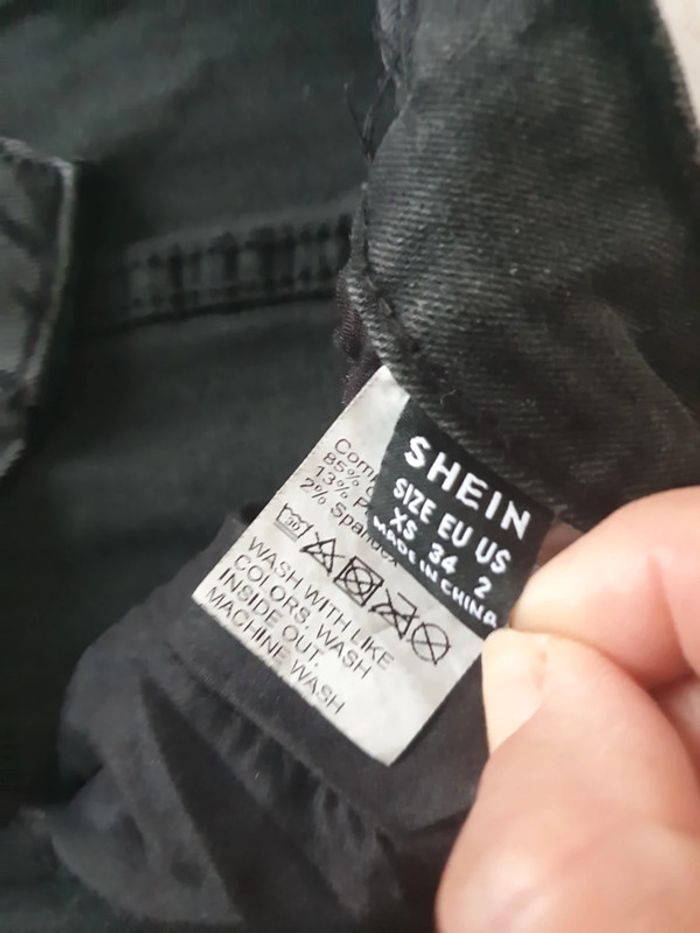 SHEIN
SIZE EU US
XS 34 2
MADE IN CHINA
85%
13%
2%
30
WASH WITH LIKE
COLORS, WASH
INSIDE OUT,
MACHINE WASH